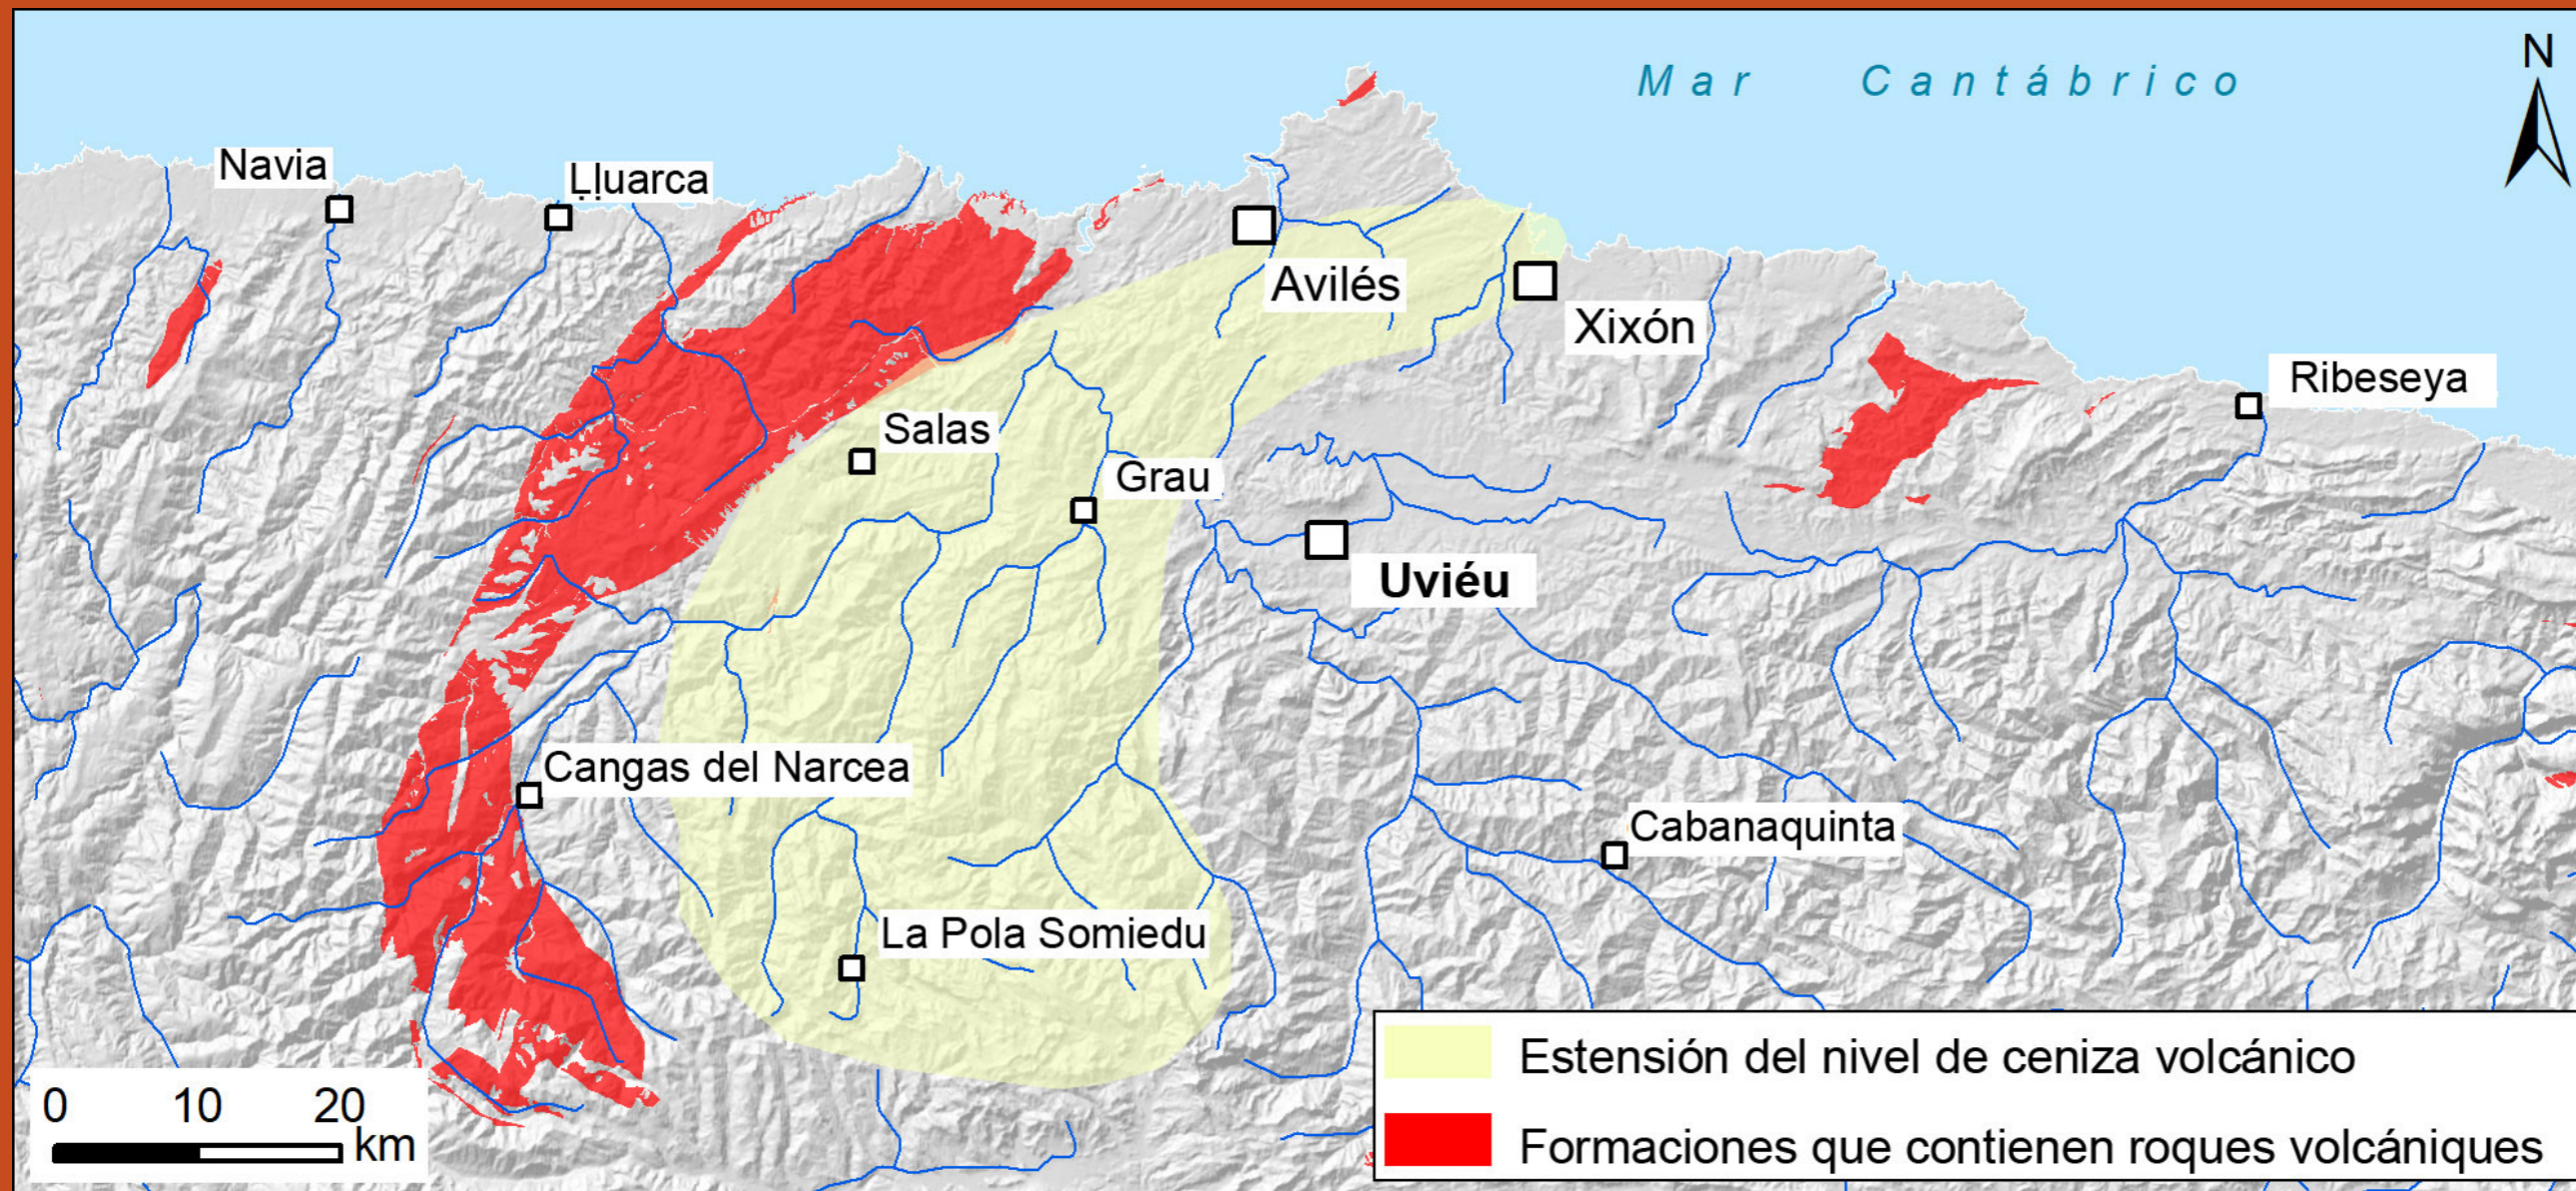 N
Mar Cantábrico
Navia
Ḷḷuarca
Avilés
Xixón
Ribeseya
Salas
Grau
Uviéu
Cangas del Narcea
Cabanaquinta
La Pola Somiedu
0 10 20
km
Estensión del nivel de ceniza volcánico
Formaciones que contienen roques volcániques